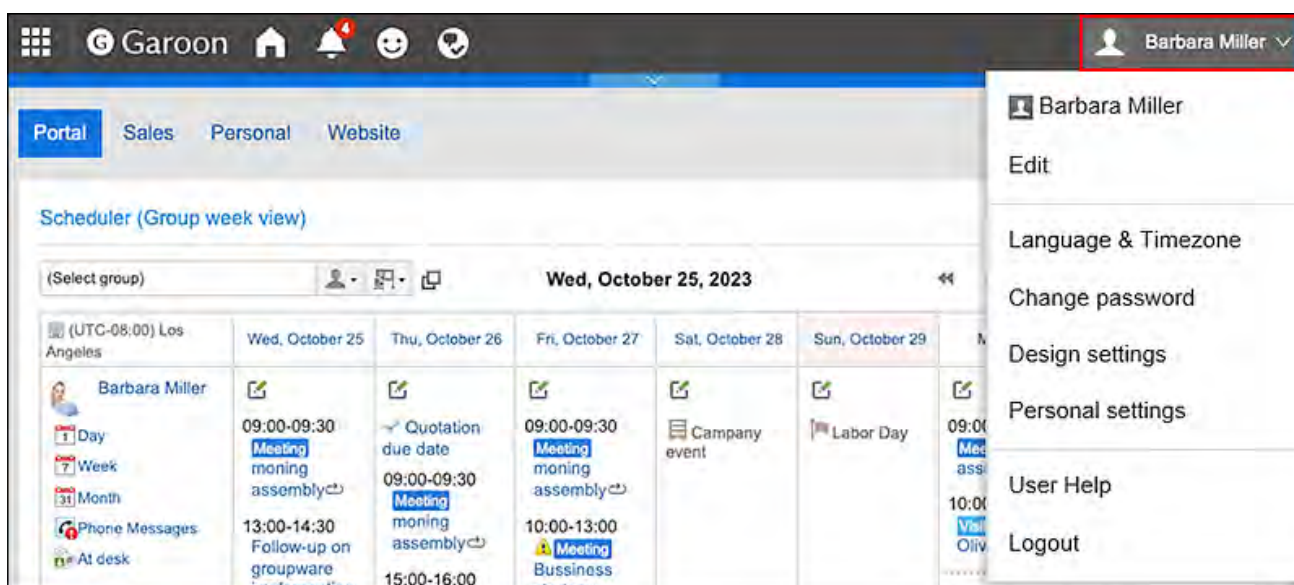 Garoon 4 Barbara Miller
Barbara Miller
Edit
Language & Timezone
Change password
Design settings
Personal settings
User Help
Logout
Portal Sales Personal Website
Scheduler (Group week view)
(Select group) Wed, October 25, 2023
(UTC-08:00) Los
Angeles
Wed, October 25 Thu, October 26 Fri, October 27 Sat, October 28 Sun, October 29
Barbara Miller
Day
Week
Month
Phone Messages
At desk
09:00-09:30
Meeting
moning
assembly
13:00-14:30
Follow-up on
groupware
Quotation
due date
09:00-09:30
Meeting
moning
assembly
15:00-16:00
09:00-09:30
Meeting
moning
assembly
10:00-13:00
Meeting
Bussiness
Campany
event
Labor Day